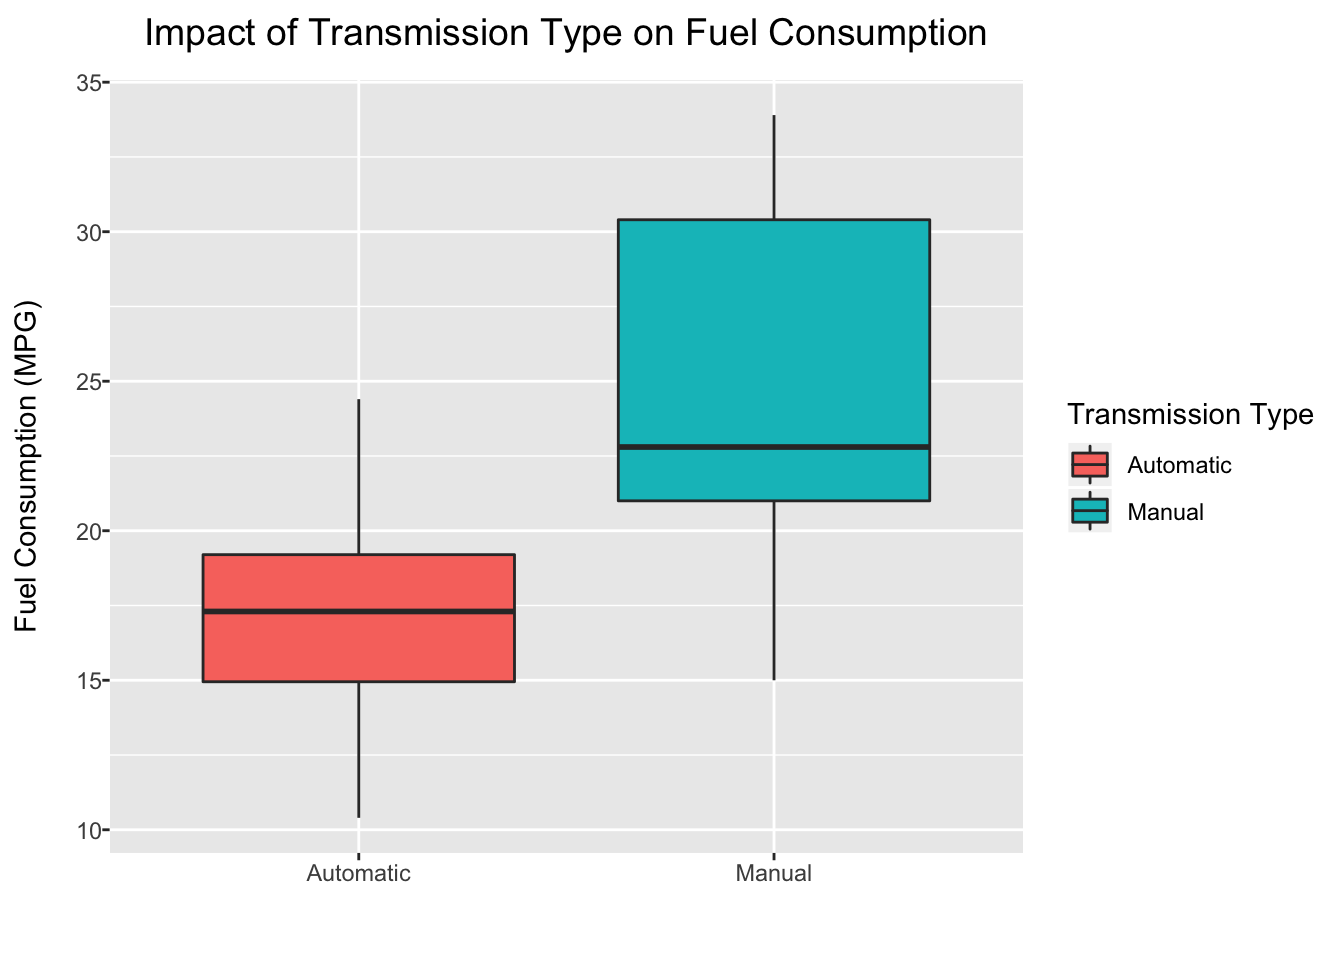 Impact of Transmission Type on Fuel Consumption
Fuel Consumption (MPG)
35
30
25
20
15
10
Automatic
Manual
Transmission Type
Automatic
Manual